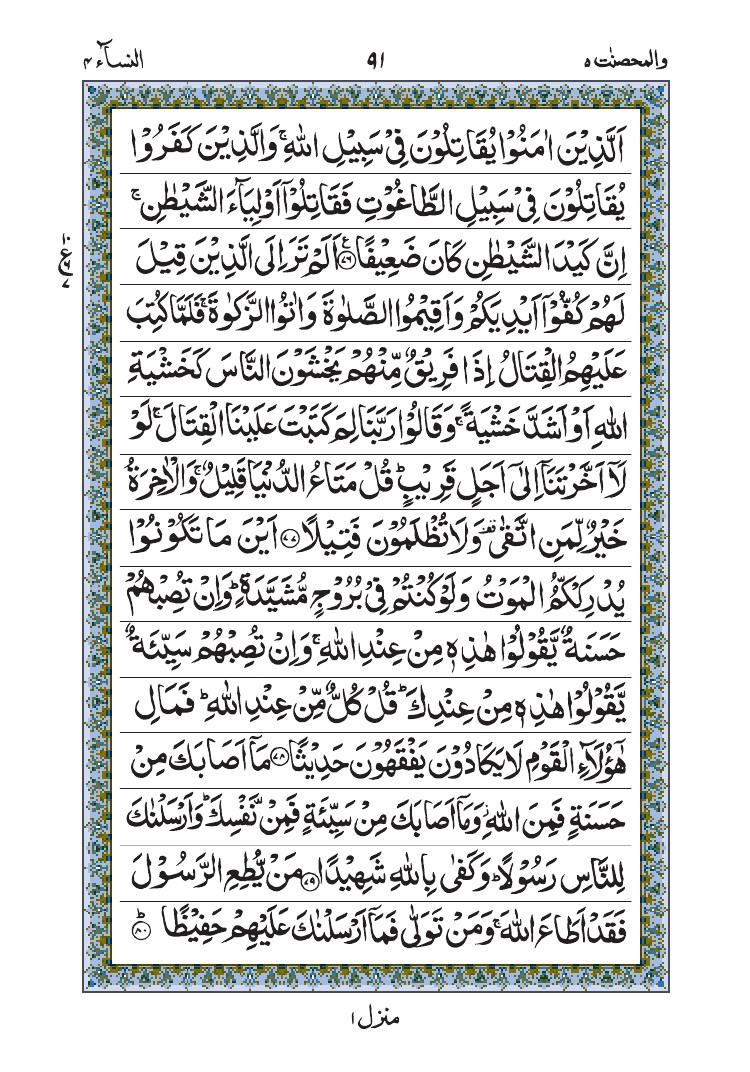 والمحصنٰت ٥ ٩١ النسآء ٤
اَلَّذِيْنَ اٰمَنُوْا يُقَاتِلُوْنَ فِىْ سَبِيْلِ اللّٰهِ ۚ وَالَّذِيْنَ كَفَرُوْا
يُقَاتِلُوْنَ فِىْ سَبِيْلِ الطَّاغُوْتِ فَقَاتِلُوْۤا اَوْلِيَآءَ الشَّيْطٰنِ ۚ
اِنَّ كَيْدَ الشَّيْطٰنِ كَانَ ضَعِيْفًا ﴿٧٦﴾ اَلَمْ تَرَ اِلَى الَّذِيْنَ قِيْلَ
لَهُمْ كُفُّوْۤا اَيْدِيَكُمْ وَاَقِيْمُوا الصَّلٰوةَ وَاٰتُوا الزَّكٰوةَ ۚ فَلَمَّا كُتِبَ
عَلَيْهِمُ الْقِتَالُ اِذَا فَرِيْقٌ مِّنْهُمْ يَخْشَوْنَ النَّاسَ كَخَشْيَةِ
اللّٰهِ اَوْ اَشَدَّ خَشْيَةً ۚ وَقَالُوْا رَبَّنَا لِمَ كَتَبْتَ عَلَيْنَا الْقِتَالَ ۚ لَوْ
لَاۤ اَخَّرْتَنَاۤ اِلٰٓى اَجَلٍ قَرِيْبٍ ؕ قُلْ مَتَاعُ الدُّنْيَا قَلِيْلٌ ۚ وَالْاٰخِرَةُ
خَيْرٌ لِّمَنِ اتَّقٰى ۫ وَلَا تُظْلَمُوْنَ فَتِيْلًا ﴿٧٧﴾ اَيْنَ مَا تَكُوْنُوْا
يُدْرِكْكُّمُ الْمَوْتُ وَلَوْ كُنْتُمْ فِىْ بُرُوْجٍ مُّشَيَّدَةٍ ؕ وَاِنْ تُصِبْهُمْ
حَسَنَةٌ يَّقُوْلُوْا هٰذِهٖ مِنْ عِنْدِ اللّٰهِ ۚ وَاِنْ تُصِبْهُمْ سَيِّئَةٌ
يَّقُوْلُوْا هٰذِهٖ مِنْ عِنْدِكَ ؕ قُلْ كُلٌّ مِّنْ عِنْدِ اللّٰهِ ؕ فَمَالِ
هٰۤؤُلَآءِ الْقَوْمِ لَا يَكَادُوْنَ يَفْقَهُوْنَ حَدِيْثًا ﴿٧٨﴾ مَاۤ اَصَابَكَ مِنْ
حَسَنَةٍ فَمِنَ اللّٰهِ ۫ وَمَاۤ اَصَابَكَ مِنْ سَيِّئَةٍ فَمِنْ نَّفْسِكَ ؕ وَاَرْسَلْنٰكَ
لِلنَّاسِ رَسُوْلًا ؕ وَكَفٰى بِاللّٰهِ شَهِيْدًا ﴿٧٩﴾ مَنْ يُّطِعِ الرَّسُوْلَ
فَقَدْ اَطَاعَ اللّٰهَ ۚ وَمَنْ تَوَلّٰى فَمَاۤ اَرْسَلْنٰكَ عَلَيْهِمْ حَفِيْظًا ؕ ﴿٨٠﴾
منزل ١